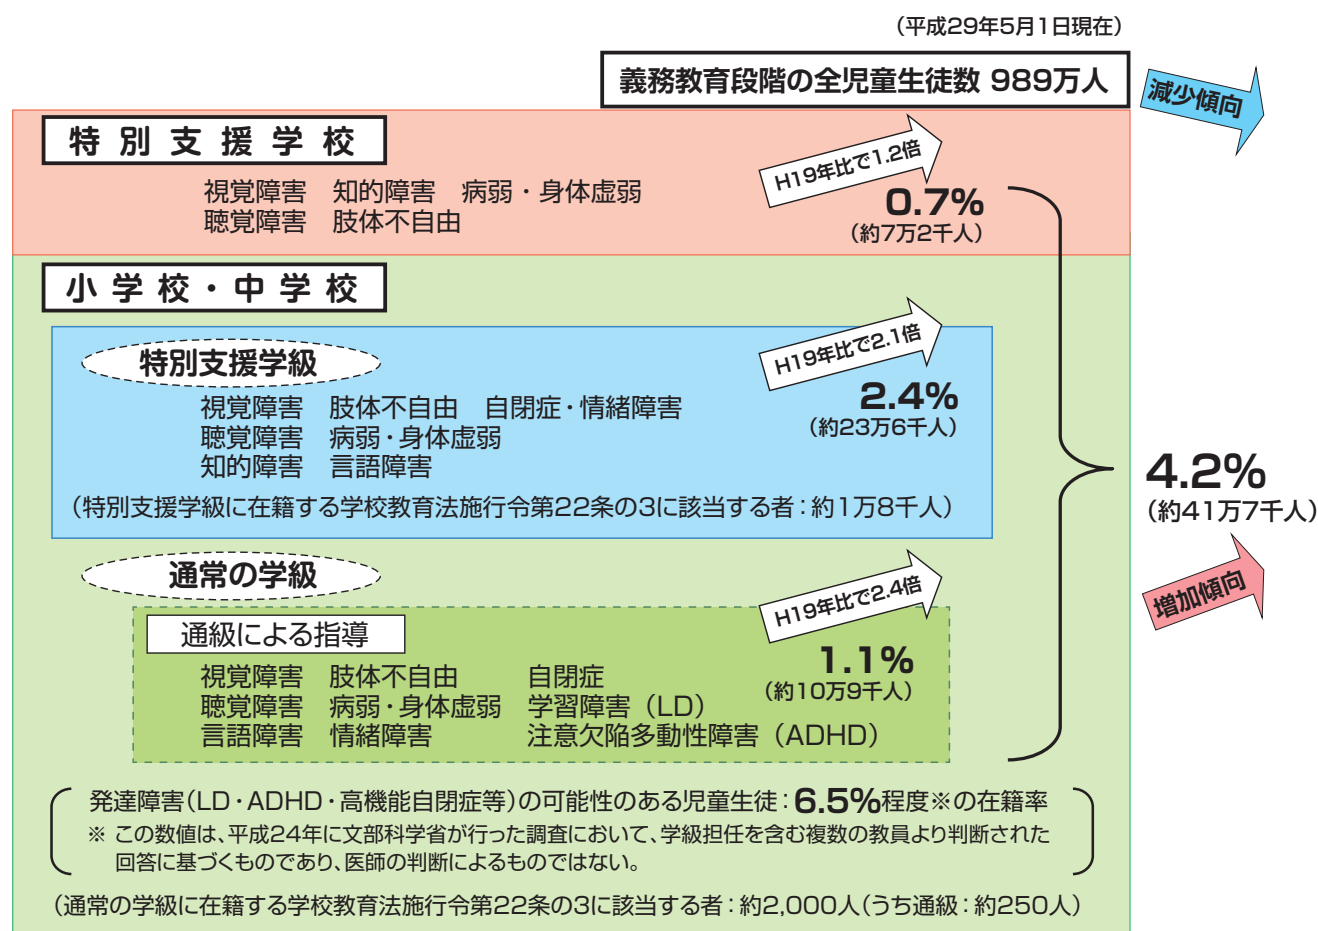 （平成29年5月1日現在）
義務教育段階の全児童生徒数 989万人
減少傾向
特別支援学校
H19年比で1.2倍
視覚障害　知的障害　病弱・身体虚弱
聴覚障害　肢体不自由
0.7%
（約7万2千人）
小学校・中学校
特別支援学級
H19年比で2.1倍
視覚障害　肢体不自由　自閉症・情緒障害
聴覚障害　病弱・身体虚弱
知的障害　言語障害
2.4%
（約23万6千人）
（特別支援学級に在籍する学校教育法施行令第22条の3に該当する者：約1万8千人）
4.2%
（約41万7千人）
増加傾向
通常の学級
H19年比で2.4倍
通級による指導
視覚障害　肢体不自由　自閉症
聴覚障害　病弱・身体虚弱　学習障害（LD）
言語障害　情緒障害　注意欠陥多動性障害（ADHD）
1.1%
（約10万9千人）
発達障害（LD・ADHD・高機能自閉症等）の可能性のある児童生徒：6.5%程度※の在籍率
※ この数値は、平成24年に文部科学省が行った調査において、学級担任を含む複数の教員より判断された
回答に基づくものであり、医師の判断によるものではない。
（通常の学級に在籍する学校教育法施行令第22条の3に該当する者：約2,000人（うち通級：約250人）